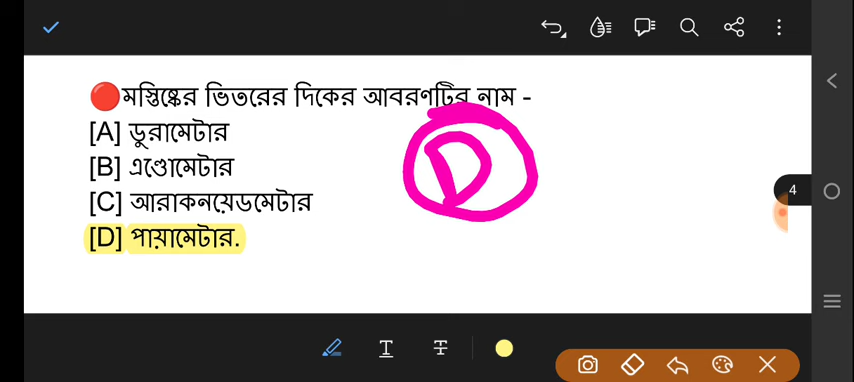 মস্তিষ্কের ভিতরের দিকের আবরণটির নাম -
[A] ডুরামেটার
[B] এণ্ডোমেটার
D
[C] আরাকনয়েডমেটার
4
[D] পায়ামেটার.
T T